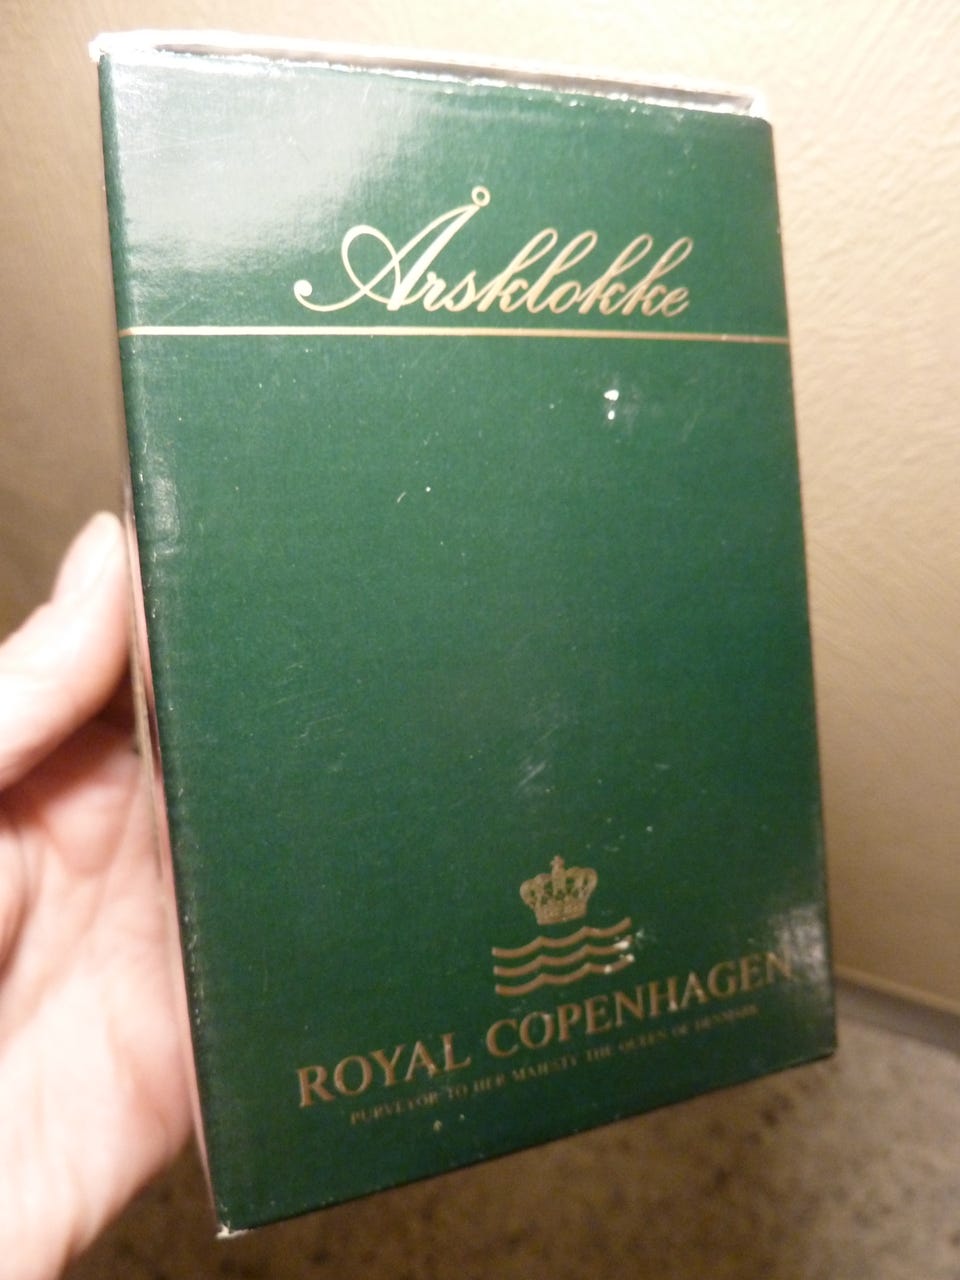 Årsklokke
ROYAL COPENHAGEN
PURVEYOR TO HER MAJESTY THE QUEEN OF DENMARK